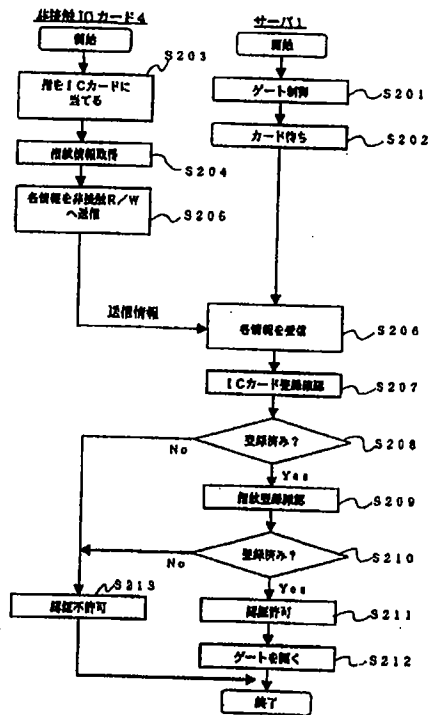 非接触ICカード4
サーバ1
開始
開始
指をICカードに
当てる
S203
ゲート制御
S201
カード待ち
S202
指紋情報取得
S204
各情報を非接触R/W
へ送信
S205
送信情報
各情報を受信
S206
ICカード登録確認
S207
登録済み?
S208
No
Yes
指紋登録確認
S209
登録済み?
S210
No
Yes
S213
認証不許可
認証許可
S211
ゲートを開く
S212
終了